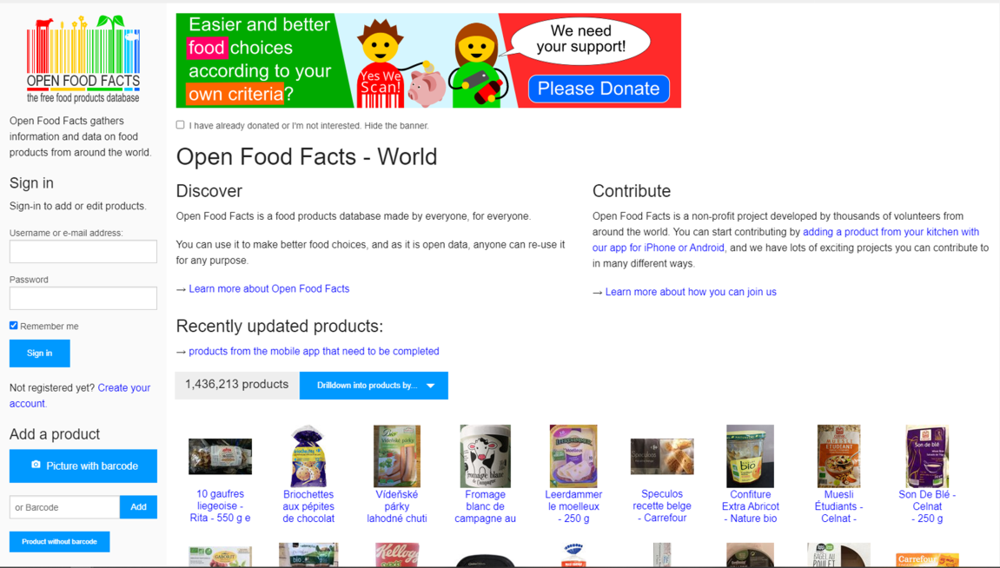 OPEN FOOD FACTS
the free food products database
Open Food Facts gathers
information and data on food
products from around the world.
Sign in
Sign-in to add or edit products.
Username or e-mail address:
Password
Remember me
Sign in
Not registered yet? Create your
account.
Add a product
Picture with barcode
or Barcode
Add
Product without barcode
Easier and better
food choices
according to your
own criteria?
Yes We
Scan!
We need
your support!
Please Donate
I have already donated or I'm not interested. Hide the banner.
Open Food Facts - World
Discover
Open Food Facts is a food products database made by everyone, for everyone.
You can use it to make better food choices, and as it is open data, anyone can re-use it
for any purpose.
→ Learn more about Open Food Facts
Contribute
Open Food Facts is a non-profit project developed by thousands of volunteers from
around the world. You can start contributing by adding a product from your kitchen with
our app for iPhone or Android, and we have lots of exciting projects you can contribute to
in many different ways.
→ Learn more about how you can join us
Recently updated products:
→ products from the mobile app that need to be completed
1,436,213 products
Drilldown into products by...
10 gaufres
liegeoise -
Rita - 550 g e
Briochettes
aux pépites
de chocolat
Vídeňské
párky
lahodné chuti
Fromage
blanc de
campagne au
Leerdammer
le moelleux
- 250 g
Speculos
recette belge
- Carrefour
Confiture
Extra Abricot
- Nature bio
Muesli
Étudiants -
Celnat -
Son De Blé -
Celnat
- 250 g
Kellogg
Carrefour